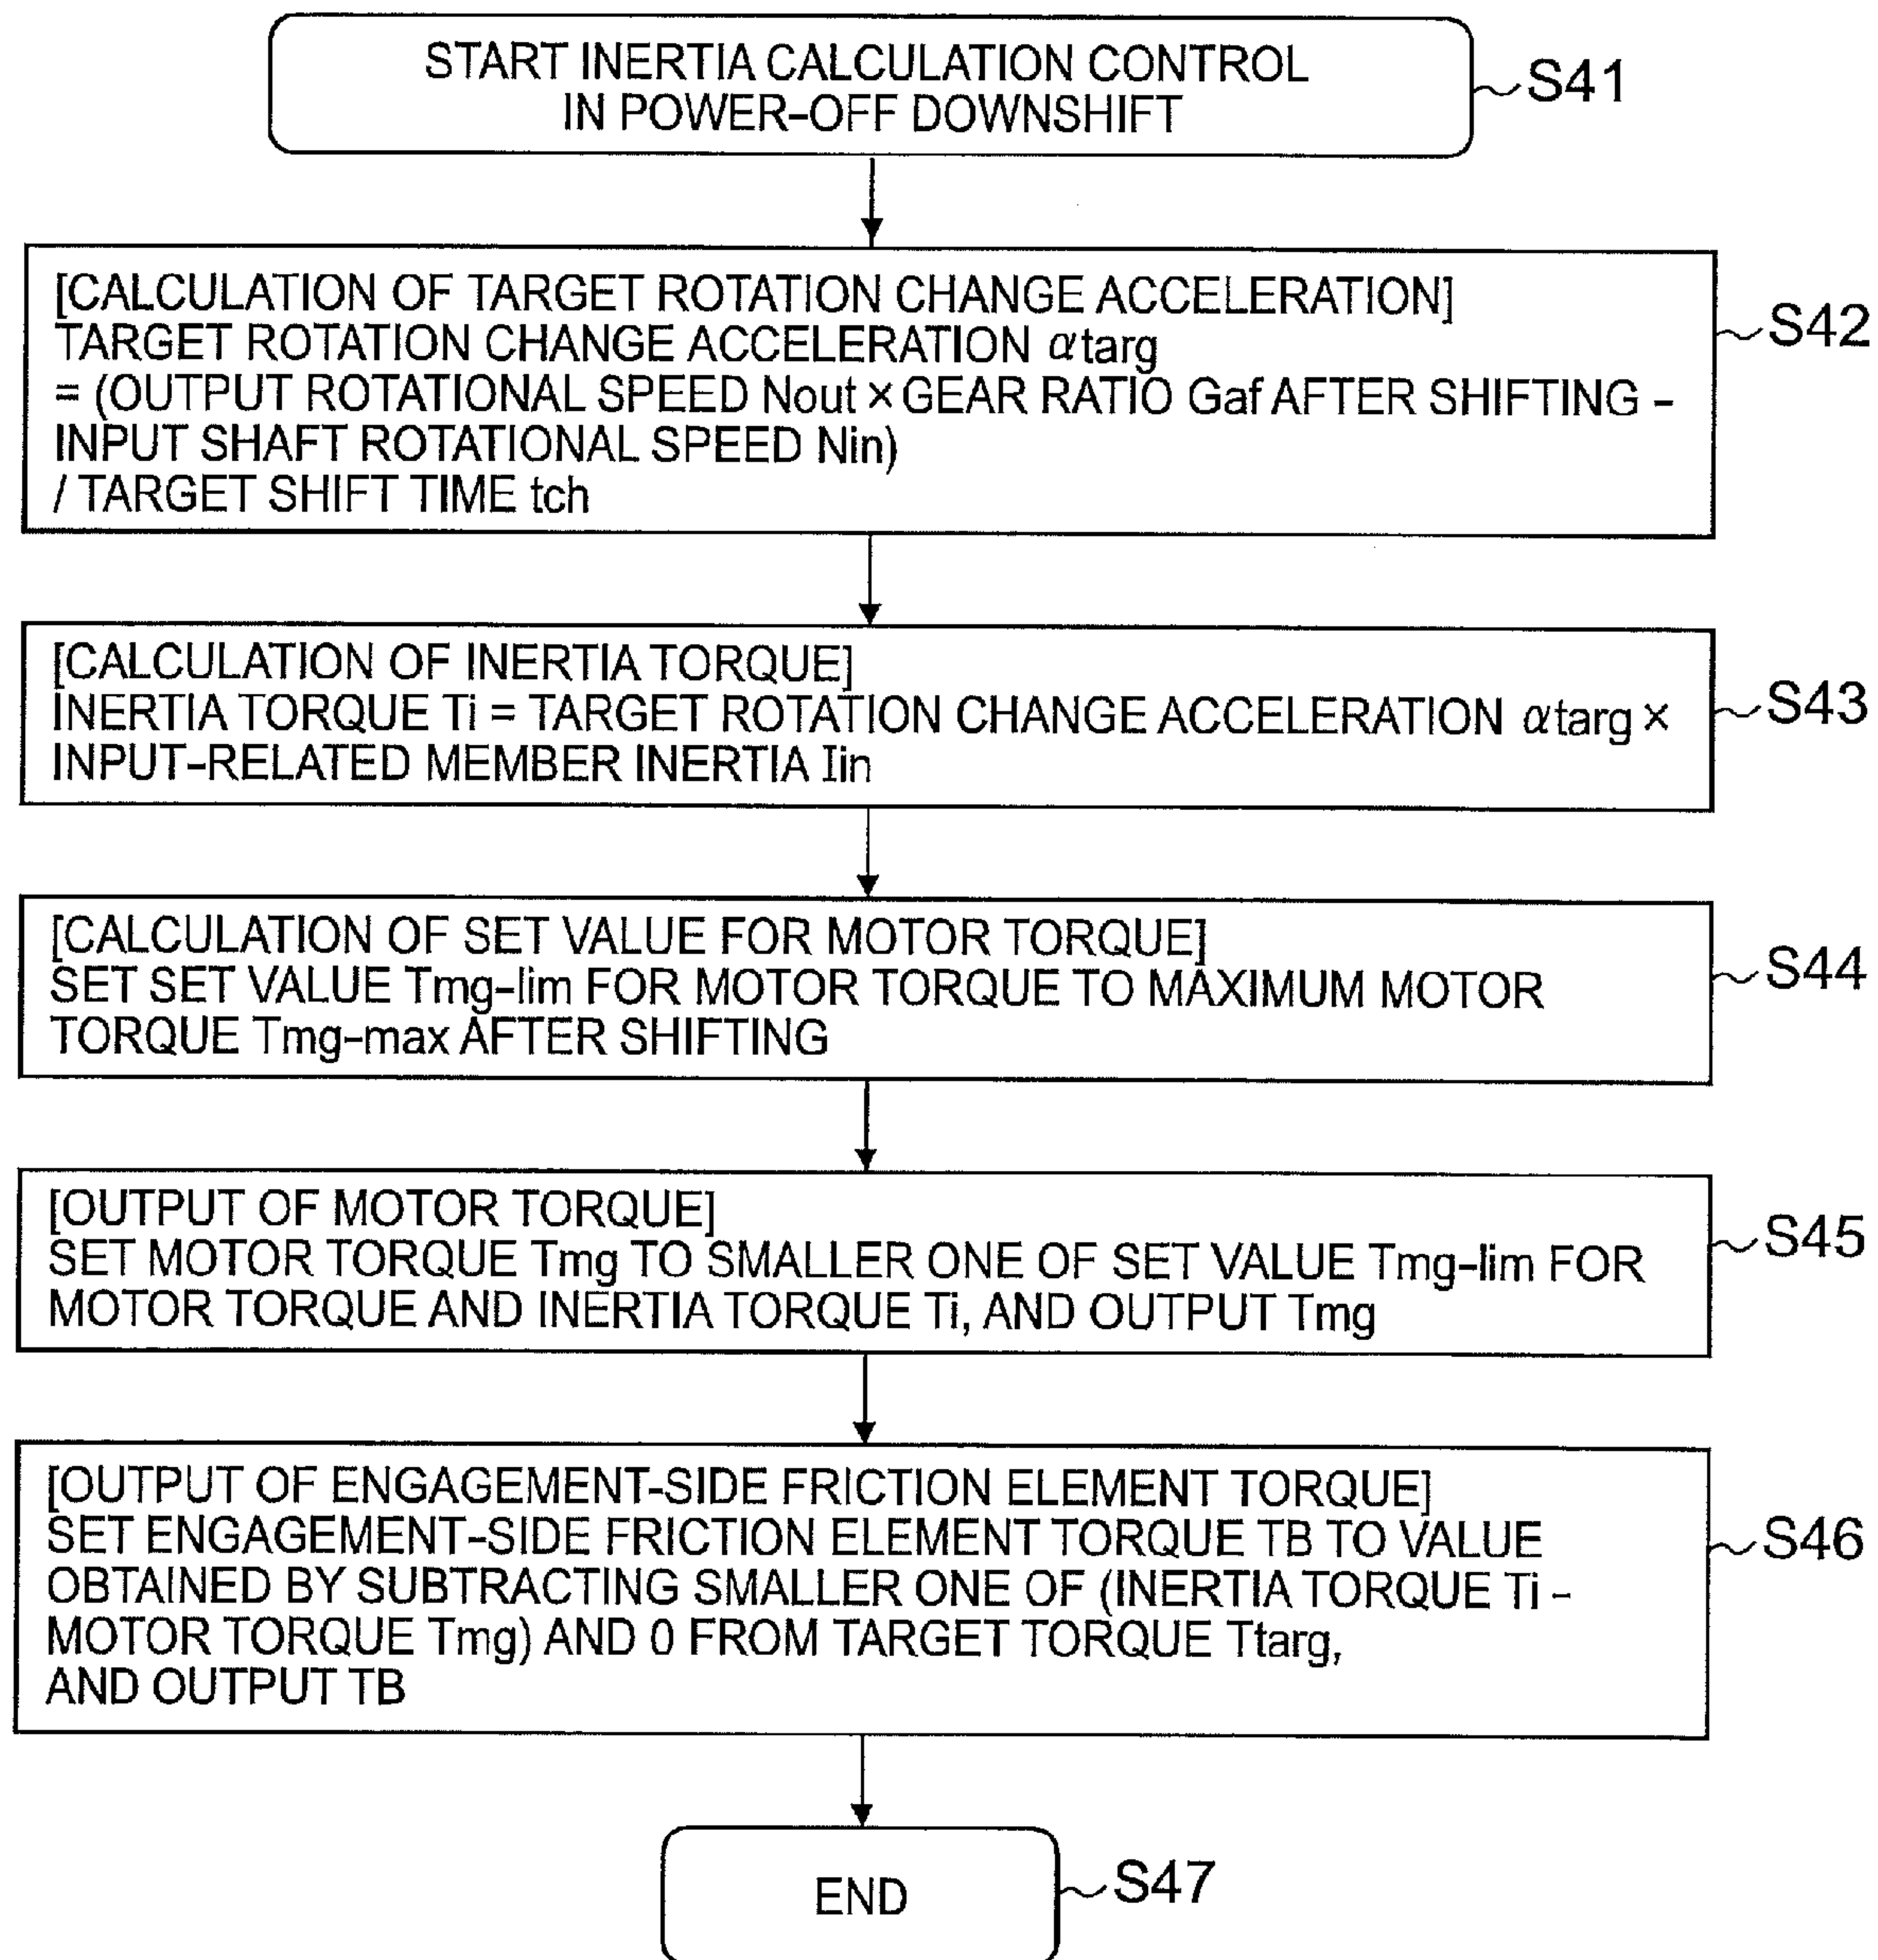 START INERTIA CALCULATION CONTROL
IN POWER-OFF DOWNSHIFT
S41
[CALCULATION OF TARGET ROTATION CHANGE ACCELERATION]
TARGET ROTATION CHANGE ACCELERATION αtarg
= (OUTPUT ROTATIONAL SPEED Nout × GEAR RATIO Gaf AFTER SHIFTING -
INPUT SHAFT ROTATIONAL SPEED Nin)
/ TARGET SHIFT TIME tch
S42
[CALCULATION OF INERTIA TORQUE]
INERTIA TORQUE Ti = TARGET ROTATION CHANGE ACCELERATION αtarg ×
INPUT-RELATED MEMBER INERTIA Iin
S43
[CALCULATION OF SET VALUE FOR MOTOR TORQUE]
SET SET VALUE Tmg-lim FOR MOTOR TORQUE TO MAXIMUM MOTOR
TORQUE Tmg-max AFTER SHIFTING
S44
[OUTPUT OF MOTOR TORQUE]
SET MOTOR TORQUE Tmg TO SMALLER ONE OF SET VALUE Tmg-lim FOR
MOTOR TORQUE AND INERTIA TORQUE Ti, AND OUTPUT Tmg
S45
[OUTPUT OF ENGAGEMENT-SIDE FRICTION ELEMENT TORQUE]
SET ENGAGEMENT-SIDE FRICTION ELEMENT TORQUE TB TO VALUE
OBTAINED BY SUBTRACTING SMALLER ONE OF (INERTIA TORQUE Ti -
MOTOR TORQUE Tmg) AND 0 FROM TARGET TORQUE Ttarg,
AND OUTPUT TB
S46
END
S47